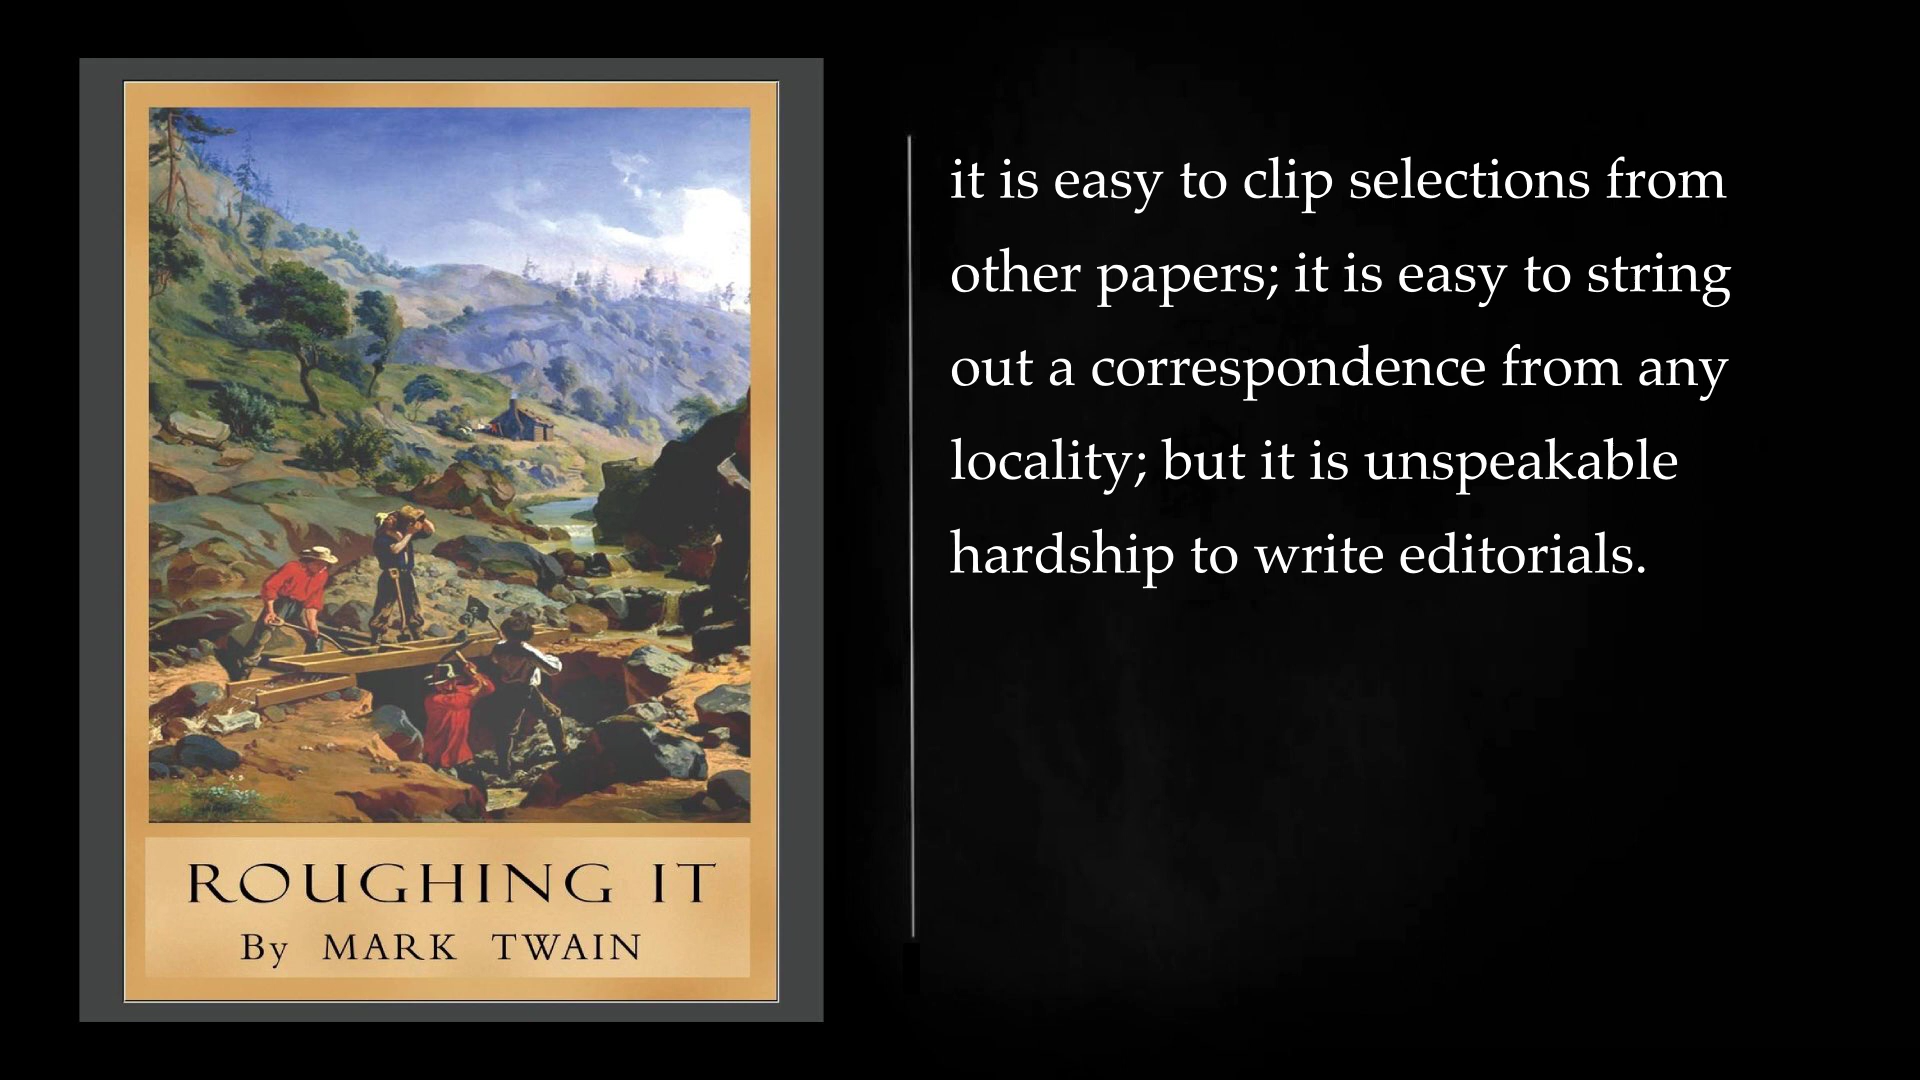 it is easy to clip selections from
other papers; it is easy to string
out a correspondence from any
locality; but it is unspeakable
hardship to write editorials.
ROUGHING IT
By MARK TWAIN